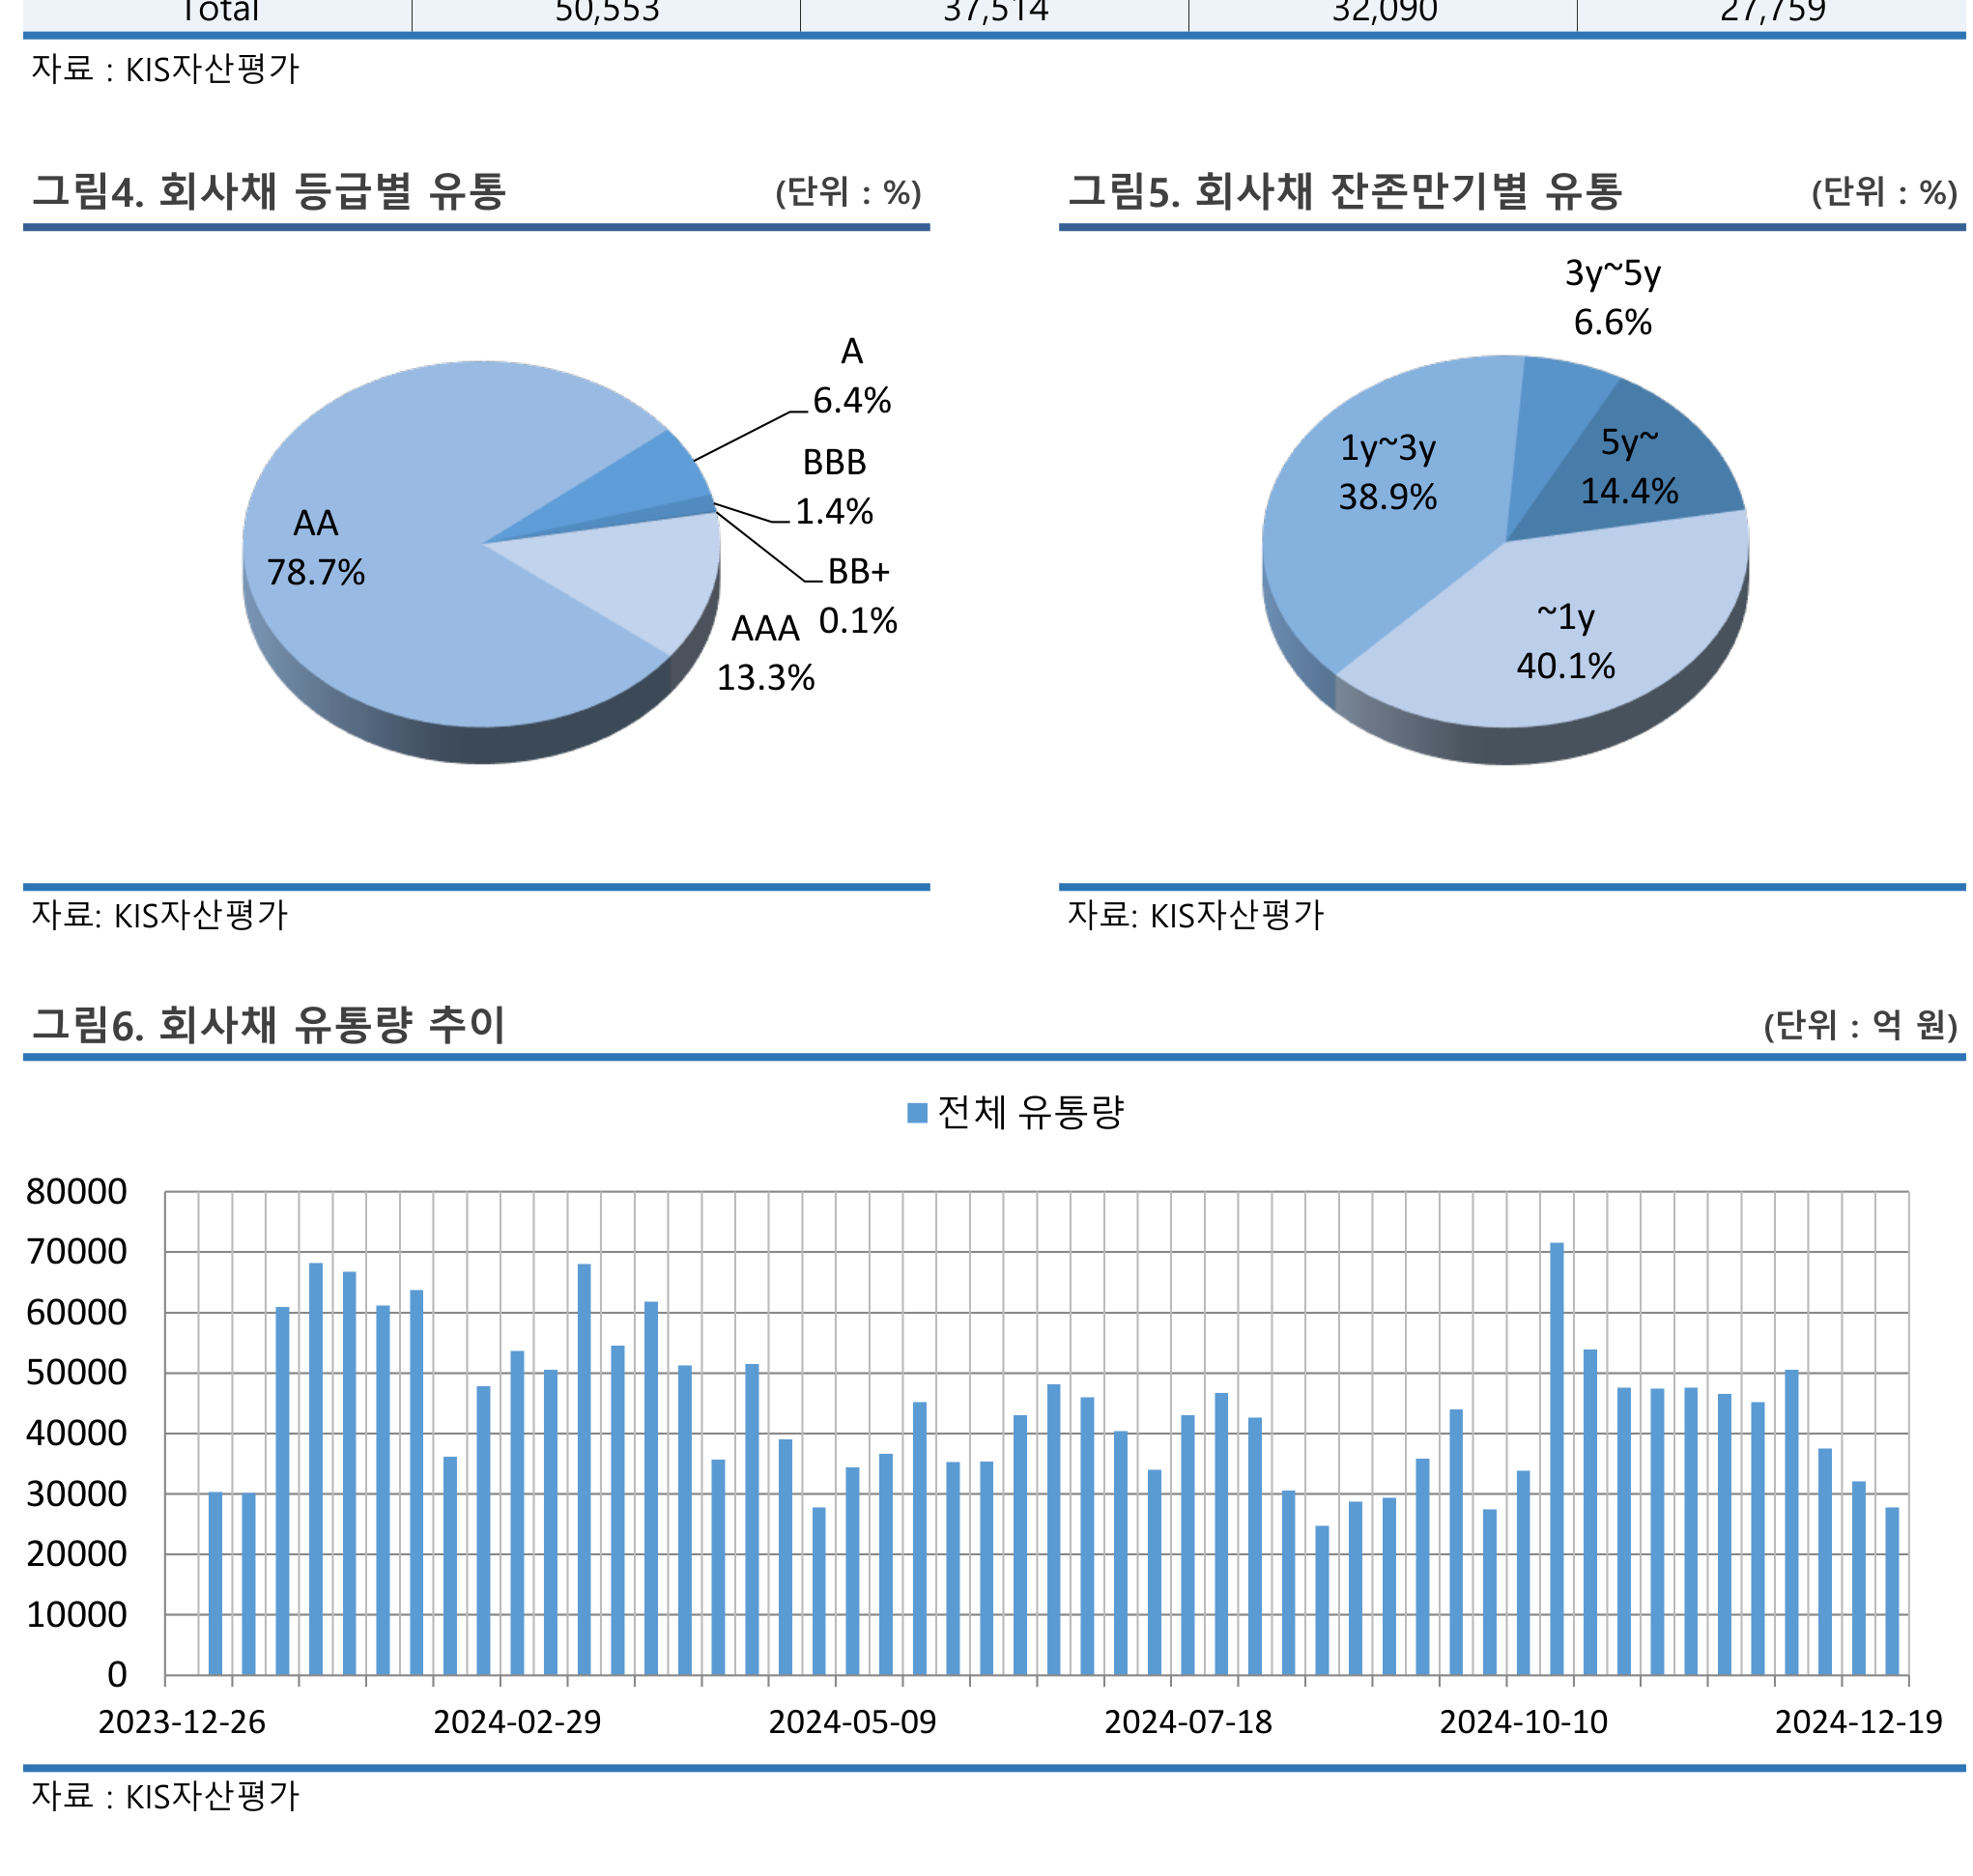 Total 50,553 37,514 32,090 27,759
자료 : KIS자산평가
그림4. 회사채 등급별 유통 (단위 : %)
A
6.4%
BBB
1.4%
BB+
0.1%
AAA
13.3%
AA
78.7%
자료: KIS자산평가
그림5. 회사채 잔존만기별 유통 (단위 : %)
3y~5y
6.6%
5y~
14.4%
1y~3y
38.9%
~1y
40.1%
자료: KIS자산평가
그림6. 회사채 유통량 추이 (단위 : 억 원)
전체 유통량
80000
70000
60000
50000
40000
30000
20000
10000
0
2023-12-26 2024-02-29 2024-05-09 2024-07-18 2024-10-10 2024-12-19
자료 : KIS자산평가